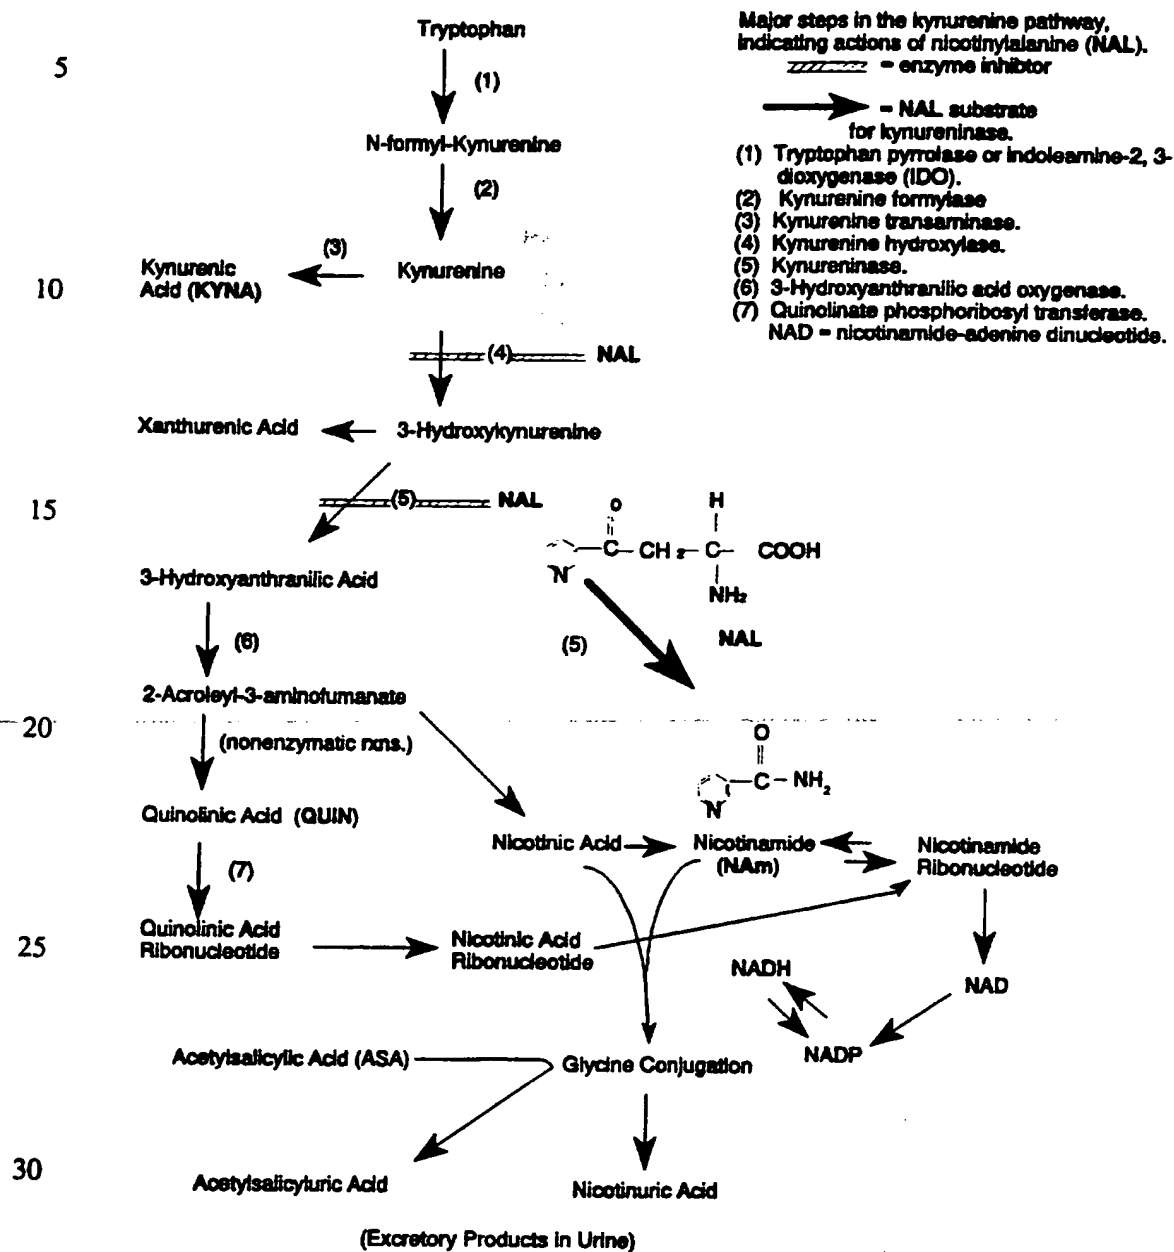 Tryptophan
Major steps in the kynurenine pathway,
indicating actions of nicotinylalanine (NAL).
= enzyme inhibtor
5
(1)
= NAL substrate
for kynureninase.
N-formyl-Kynurenine
(1) Tryptophan pyrrolase or indoleamine-2, 3-
dioxygenase (IDO).
(2)
(2) Kynurenine formylase
(3) Kynurenine transaminase.
(4) Kynurenine hydroxylase.
(5) Kynureninase.
(6) 3-Hydroxyanthranilic acid oxygenase.
(7) Quinolinate phosphoribosyl transferase.
NAD = nicotinamide-adenine dinucleotide.
(3)
Kynurenic
Acid (KYNA)
Kynurenine
10
(4)
NAL
Xanthurenic Acid
3-Hydroxykynurenine
15
(5)
NAL
O
H
C
CH2
C
COOH
N
NH2
NAL
3-Hydroxyanthranilic Acid
(5)
(6)
2-Acroleyl-3-aminofumanate
20
(nonenzymatic rxns.)
O
C
NH2
N
Quinolinic Acid (QUIN)
Nicotinic Acid
Nicotinamide
(NAm)
Nicotinamide
Ribonucleotide
(7)
Quinolinic Acid
Ribonucleotide
25
Nicotinic Acid
Ribonucleotide
NADH
NAD
NADP
Acetylsalicylic Acid (ASA)
Glycine Conjugation
30
Acetylsalicyluric Acid
Nicotinuric Acid
(Excretory Products in Urine)